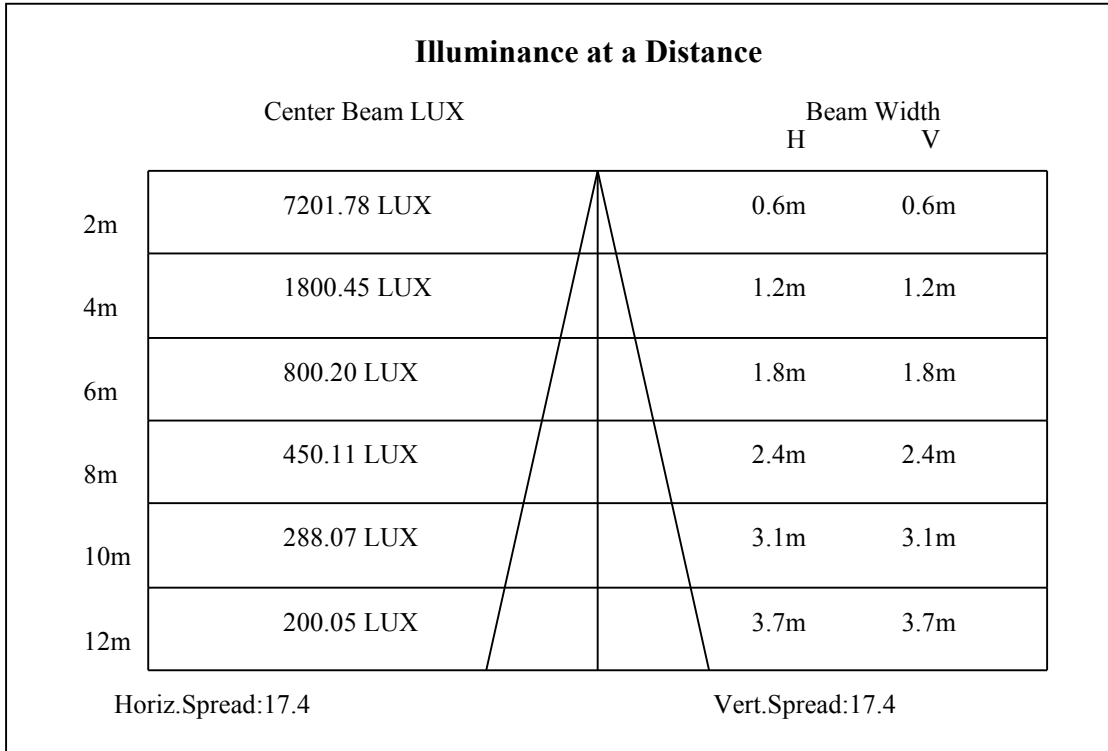 Illuminance at a Distance
Center Beam LUX Beam Width
H V
2m 7201.78 LUX 0.6m 0.6m
4m 1800.45 LUX 1.2m 1.2m
6m 800.20 LUX 1.8m 1.8m
8m 450.11 LUX 2.4m 2.4m
10m 288.07 LUX 3.1m 3.1m
12m 200.05 LUX 3.7m 3.7m
Horiz.Spread:17.4 Vert.Spread:17.4